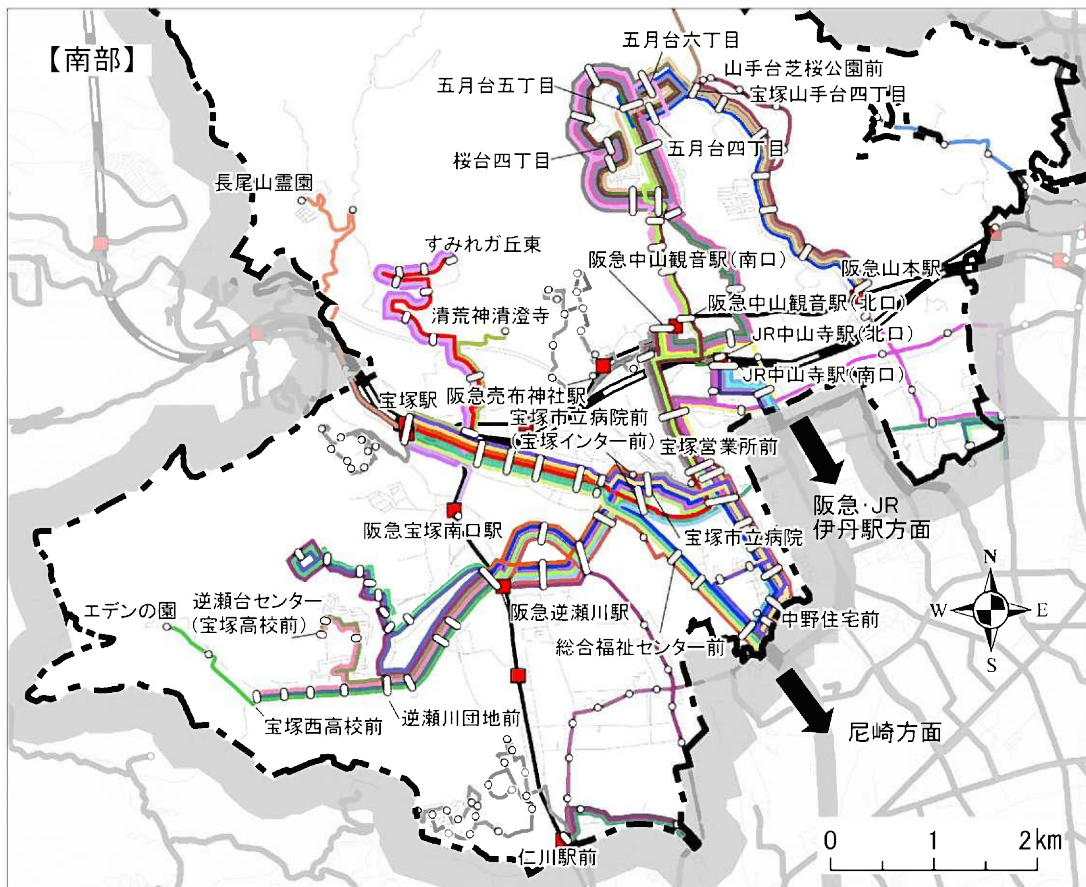 【南部】
五月台六丁目
山手台芝桜公園前
五月台五丁目
宝塚山手台四丁目
桜台四丁目
五月台四丁目
長尾山霊園
すみれガ丘東
阪急中山観音駅(南口)
阪急山本駅
阪急中山観音駅(北口)
清荒神清澄寺
JR中山寺駅(北口)
JR中山寺駅(南口)
宝塚駅
阪急売布神社駅
宝塚市立病院前
(宝塚インター前)
宝塚営業所前
阪急・JR
伊丹駅方面
阪急宝塚南口駅
宝塚市立病院
エデンの園
逆瀬台センター
(宝塚高校前)
阪急逆瀬川駅
中野住宅前
総合福祉センター前
N
W
E
S
宝塚西高校前
逆瀬川団地前
尼崎方面
仁川駅前
0 1 2km